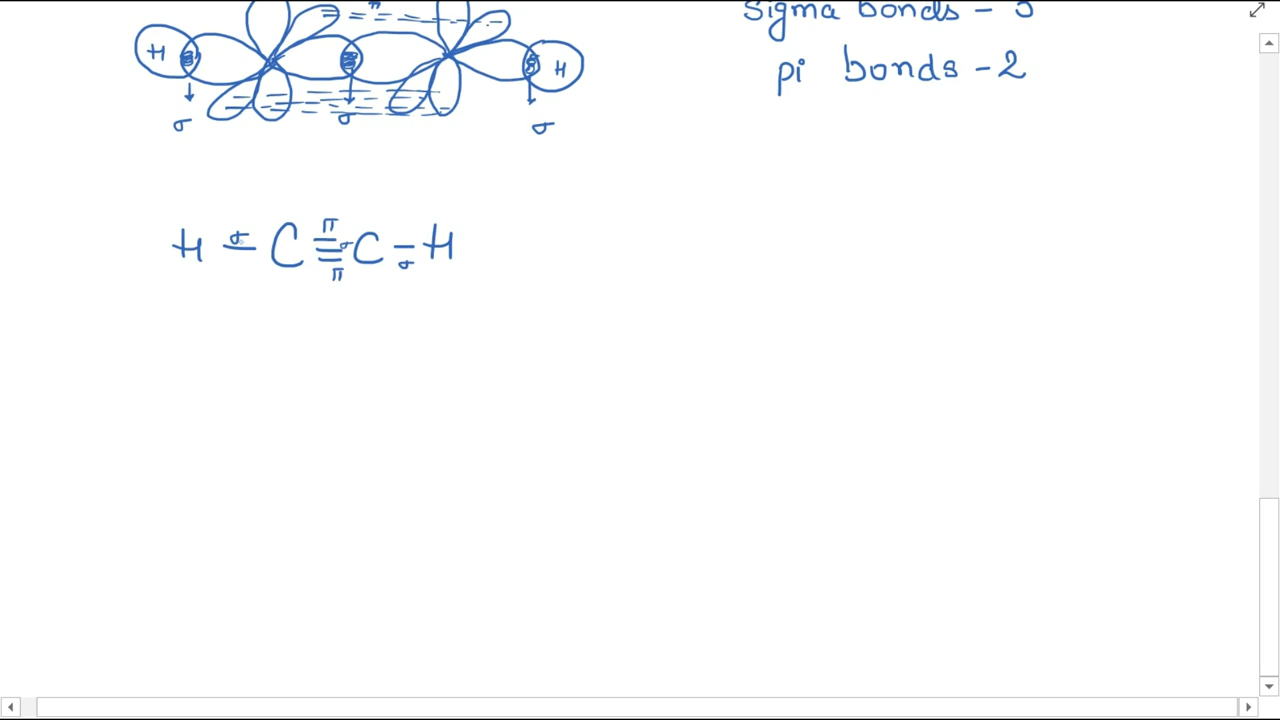 π
Sigma bonds - 3
H H
pi bonds - 2
σ σ σ
π
H σ C ≡ σ C - H
σ
π